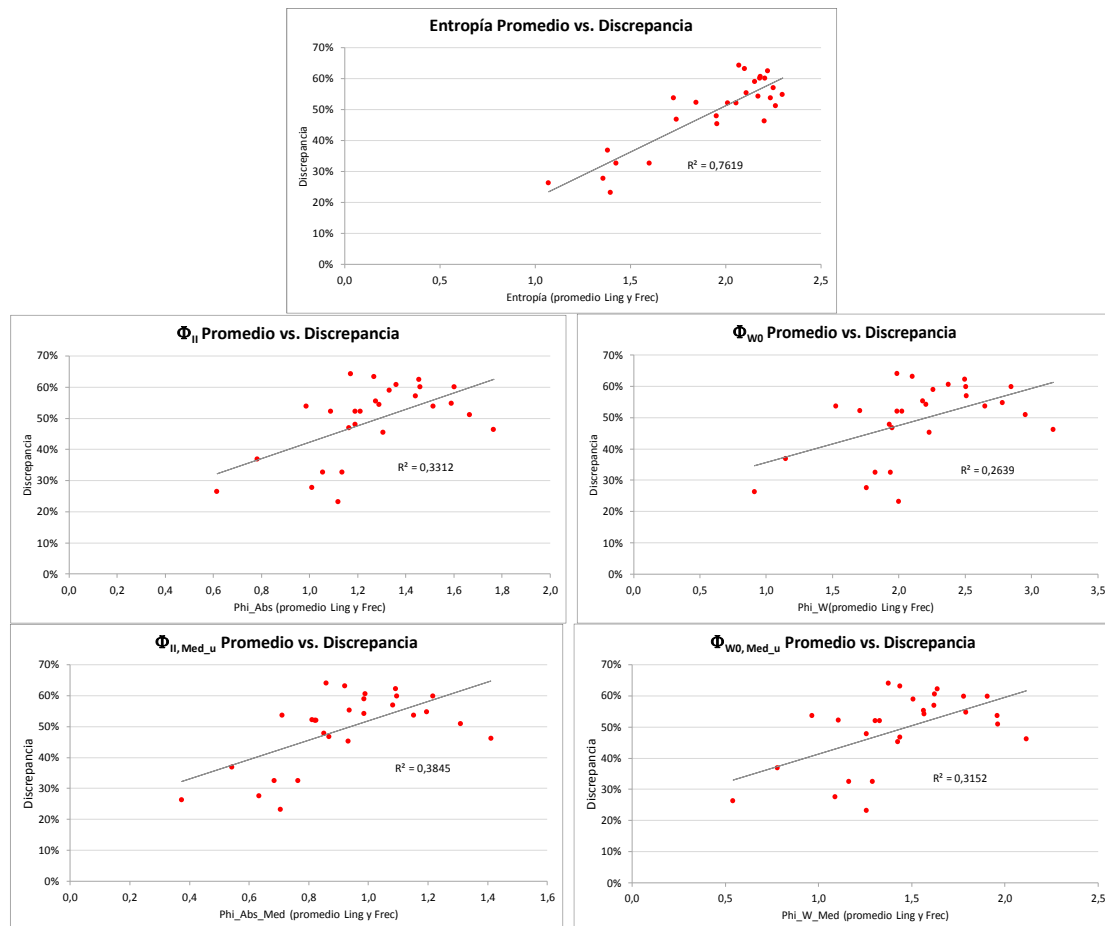 Entropía Promedio vs. Discrepancia
70%
60%
50%
40%
30%
20%
10%
0%
Discrepancia
R² = 0,7619
0,0 0,5 1,0 1,5 2,0 2,5
Entropía (promedio Ling y Frec)
Φ_II Promedio vs. Discrepancia
70%
60%
50%
40%
30%
20%
10%
0%
Discrepancia
R² = 0,3312
0,0 0,2 0,4 0,6 0,8 1,0 1,2 1,4 1,6 1,8 2,0
Phi_Abs (promedio Ling y Frec)
Φ_W0 Promedio vs. Discrepancia
70%
60%
50%
40%
30%
20%
10%
0%
Discrepancia
R² = 0,2639
0,0 0,5 1,0 1,5 2,0 2,5 3,0 3,5
Phi_W(promedio Ling y Frec)
Φ_II, Med_u Promedio vs. Discrepancia
70%
60%
50%
40%
30%
20%
10%
0%
Discrepancia
R² = 0,3845
0,0 0,2 0,4 0,6 0,8 1,0 1,2 1,4 1,6
Phi_Abs_Med (promedio Ling y Frec)
Φ_W0, Med_u Promedio vs. Discrepancia
70%
60%
50%
40%
30%
20%
10%
0%
Discrepancia
R² = 0,3152
0,0 0,5 1,0 1,5 2,0 2,5
Phi_W_Med (promedio Ling y Frec)